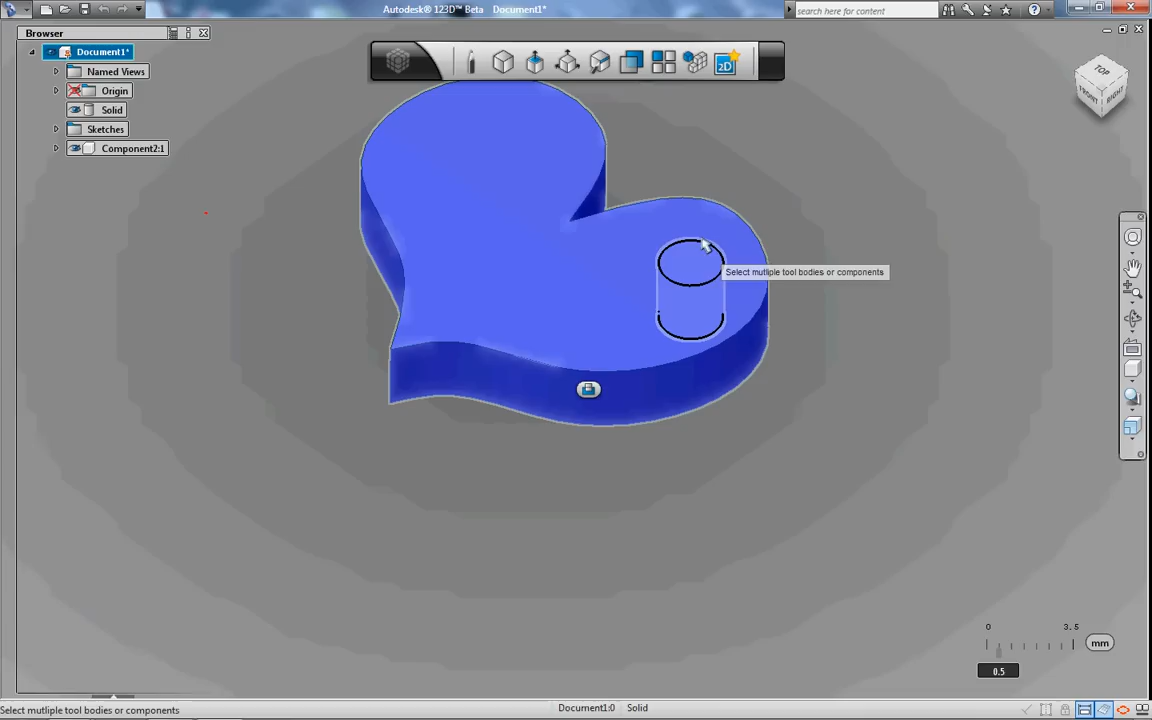 Autodesk® 123D™ Beta Document1*
search here for content
Browser
Document1*
Named Views
Origin
Solid
Sketches
Component2:1
2D
TOP
FRONT
RIGHT
Select mutliple tool bodies or components
0 3.5
mm
0.5
Select mutliple tool bodies or components
Document1:0 Solid